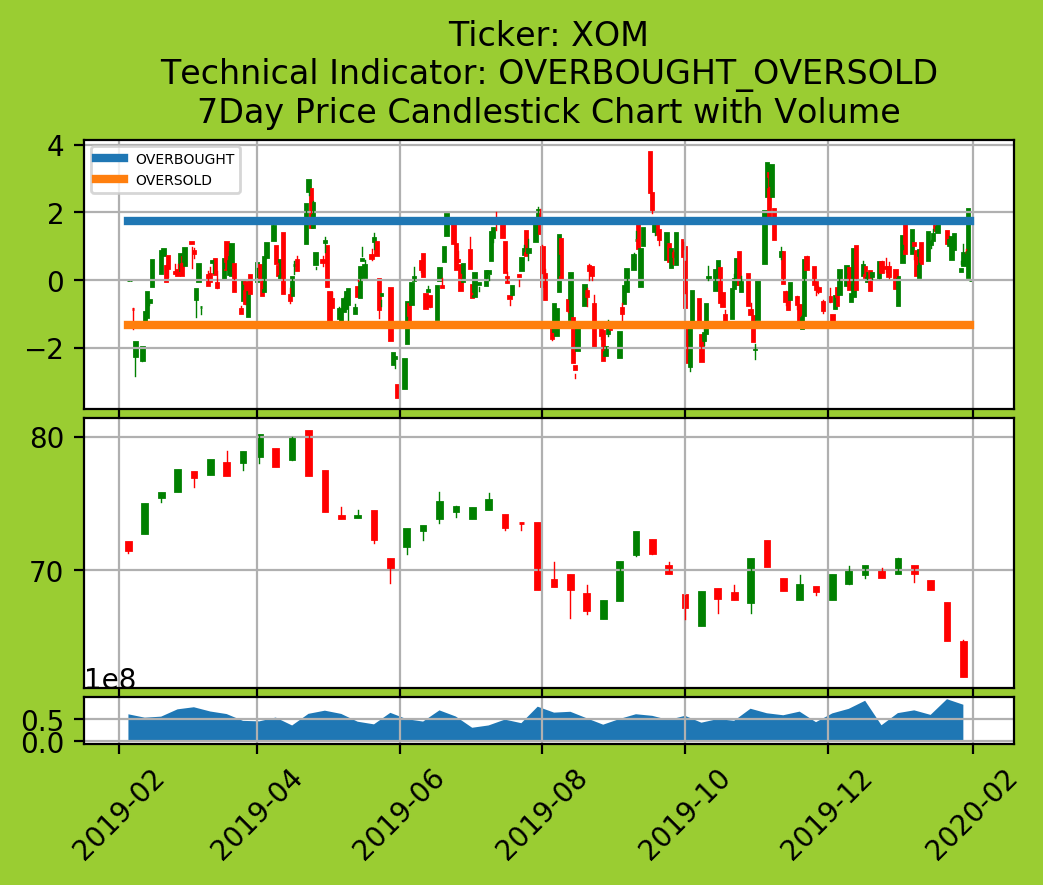 Ticker: XOM
Technical Indicator: OVERBOUGHT_OVERSOLD
7Day Price Candlestick Chart with Volume
4
2
0
−2
OVERBOUGHT
OVERSOLD
80
70
1e8
0.5
0.0
2019-02
2019-04
2019-06
2019-08
2019-10
2019-12
2020-02